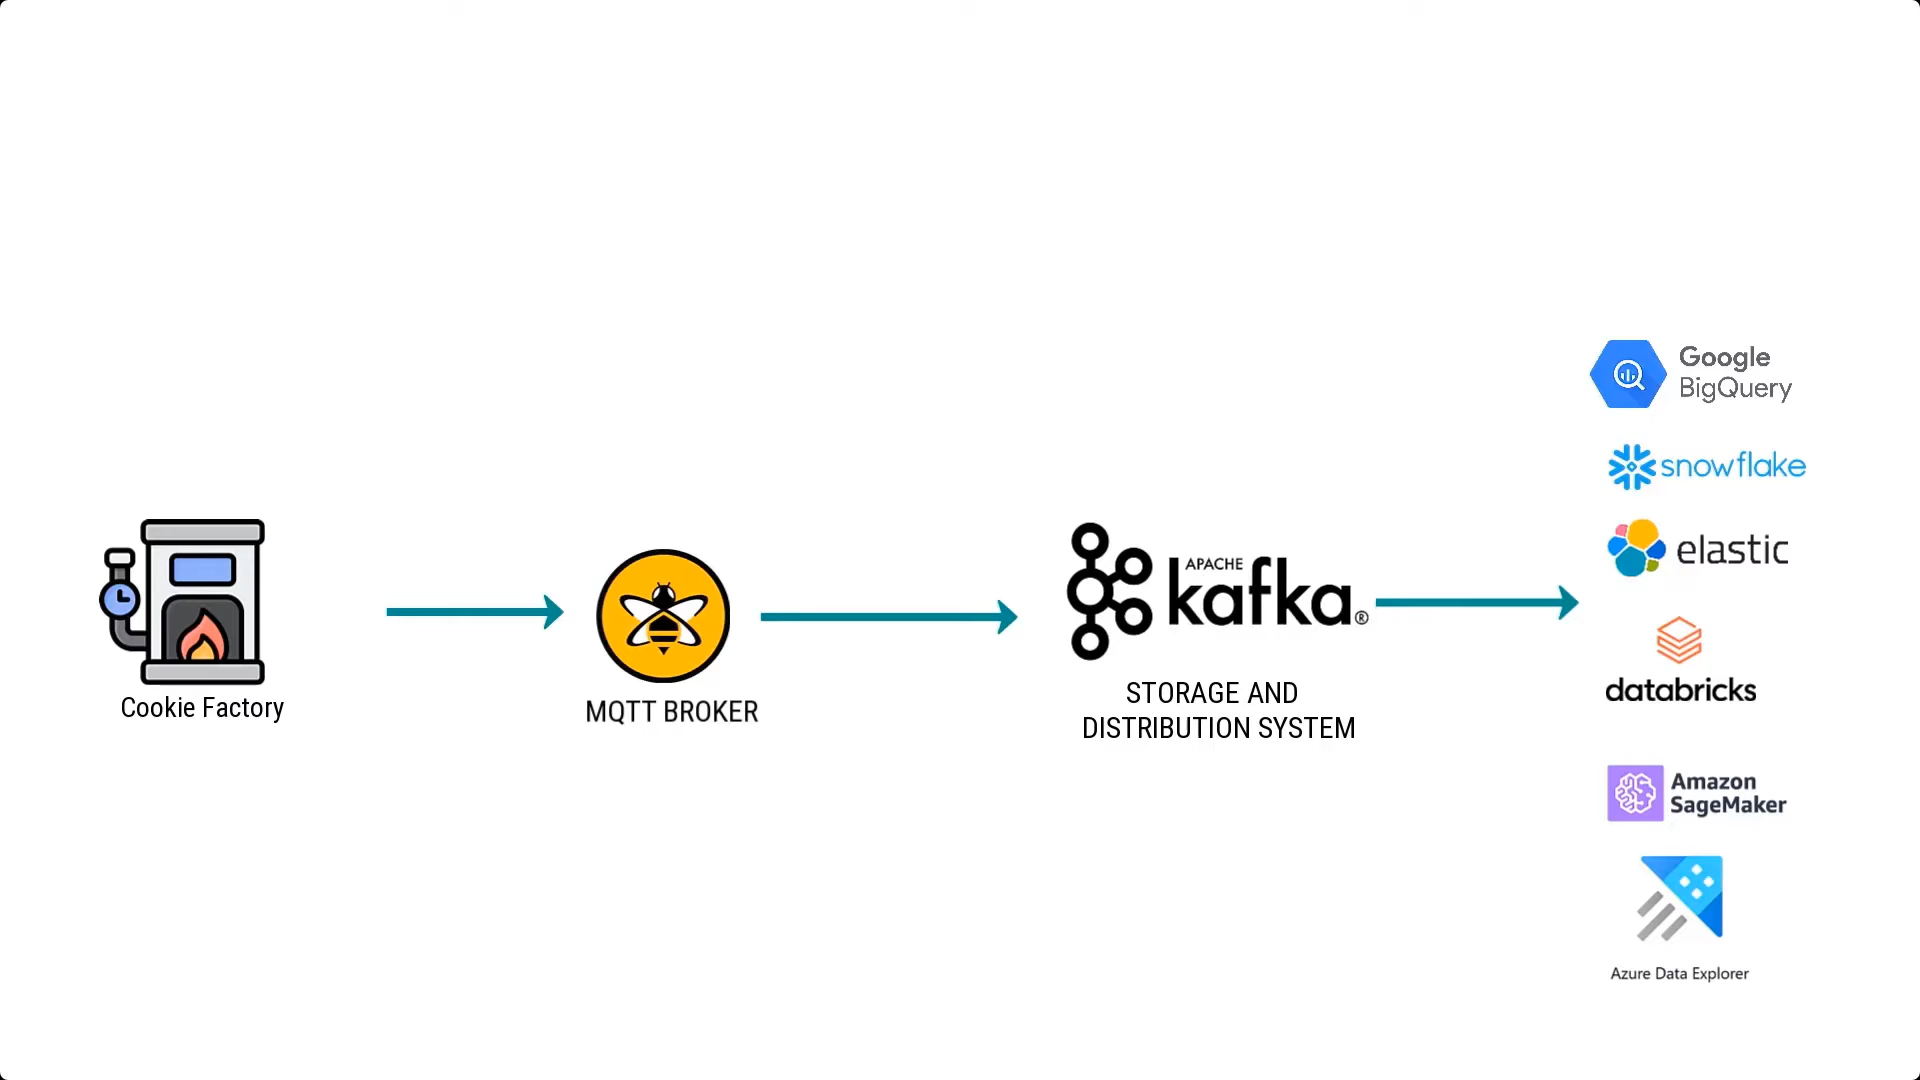 Google
BigQuery
snowflake
elastic
databricks
Amazon
SageMaker
Azure Data Explorer
Cookie Factory
MQTT BROKER
APACHE
kafka®
STORAGE AND
DISTRIBUTION SYSTEM